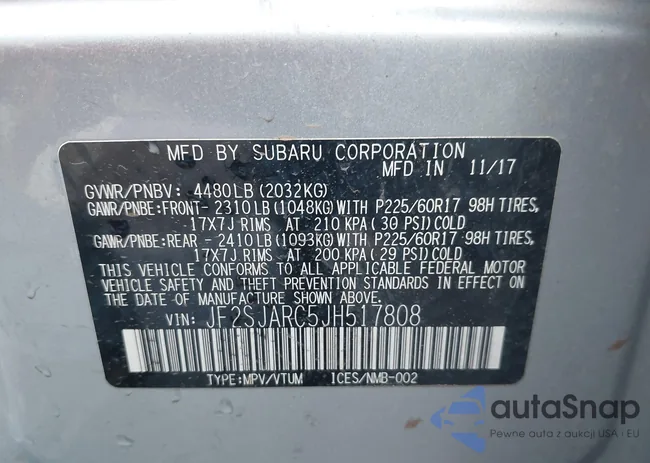 MFD BY SUBARU CORPORATION
MFD IN 11/17
GVWR/PNBV: 4480LB(2032KG)
GAWR/PNBE:FRONT- 2310LB(1048KG)WITH P225/60R17 98H TIRES,
17X7J RIMS AT 210 KPA( 30 PSI)COLD
GAWR/PNBE:REAR - 2410LB(1093KG)WITH P225/60R17 98H TIRES,
17X7J RIMS AT 200 KPA( 29 PSI)COLD
THIS VEHICLE CONFORMS TO ALL APPLICABLE FEDERAL MOTOR
VEHICLE SAFETY AND THEFT PREVENTION STANDARDS IN EFFECT
ON THE DATE OF MANUFACTURE SHOWN ABOVE.
VIN: JF2SJARC5JH517808
TYPE:MPV/VTUM ICES/NMB-002
autaSnap
Pewne auta z aukcji USA i EU